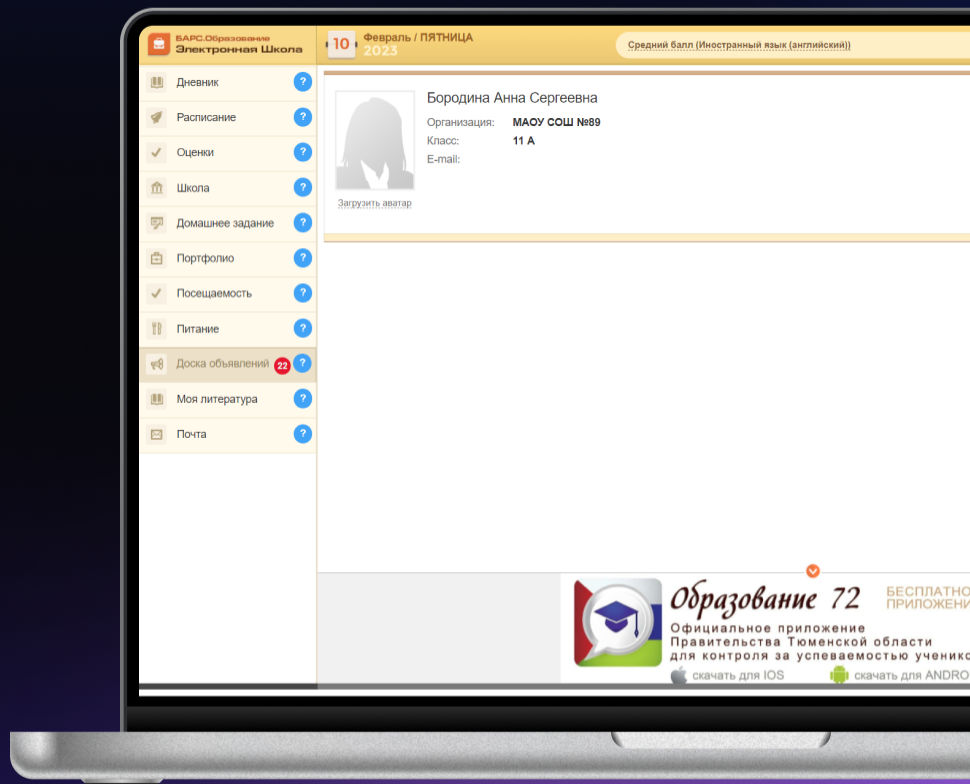 БАРС.Образование
Электронная Школа
10
Февраль / ПЯТНИЦА
2023
Средний балл (Иностранный язык (английский))
Дневник ?
Расписание ?
Оценки ?
Школа ?
Домашнее задание ?
Портфолио ?
Посещаемость ?
Питание ?
Доска объявлений 22 ?
Моя литература ?
Почта ?
Бородина Анна Сергеевна
Организация: МАОУ СОШ №89
Класс: 11 А
E-mail:
Загрузить аватар
Образование 72
БЕСПЛАТНО
ПРИЛОЖЕНИ
Официальное приложение
Правительства Тюменской области
для контроля за успеваемостью ученико
скачать для IOS
скачать для ANDRO